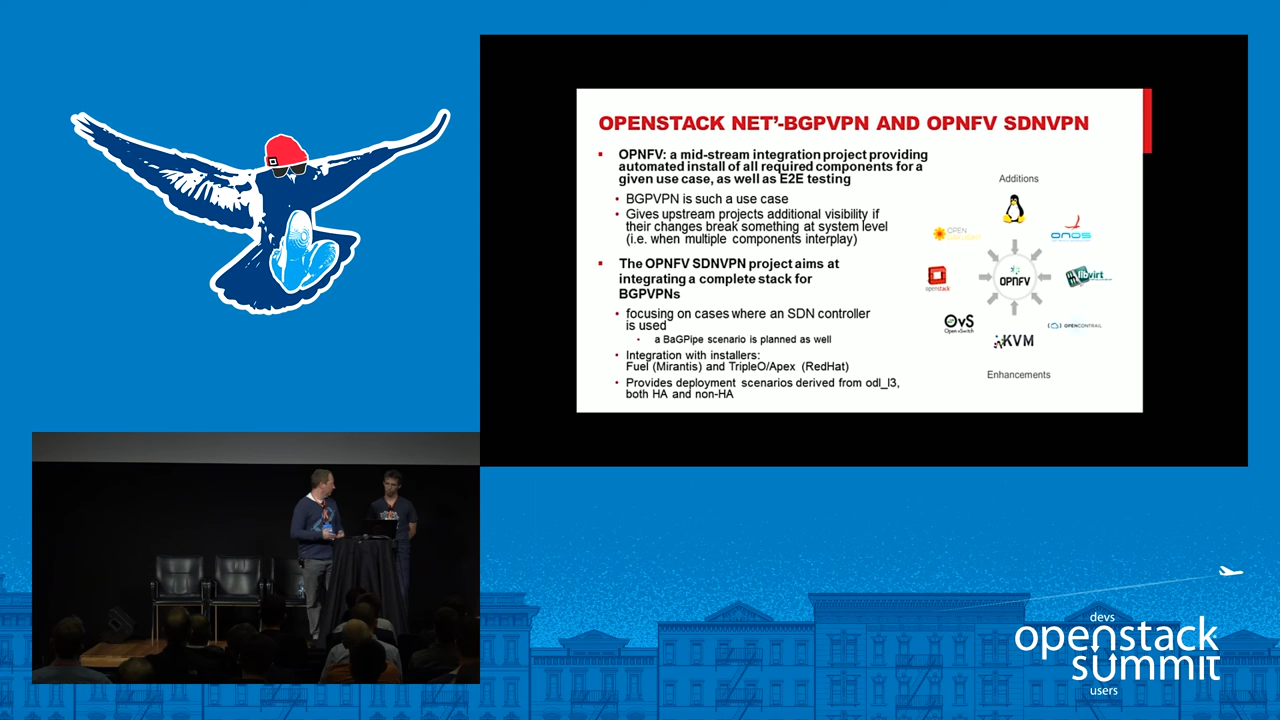 OPENSTACK NET'-BGPVPN AND OPNFV SDNVPN
OPNFV: a mid-stream integration project providing
automated install of all required components for a
given use case, as well as E2E testing
BGPVPN is such a use case
Gives upstream projects additional visibility if
their changes break something at system level
(i.e. when multiple components interplay)
The OPNFV SDNVPN project aims at
integrating a complete stack for
BGPVPNs
focusing on cases where an SDN controller
is used
a BaGPipe scenario is planned as well
Integration with installers:
Fuel (Mirantis) and TripleO/Apex (RedHat)
Provides deployment scenarios derived from odl_l3,
both HA and non-HA
Additions
OPEN
ONOS
openstack
OPNFV
libvirt
OvS
Open vSwitch
OPENCONTRAIL
KVM
Enhancements
devs
openstack
summit
users